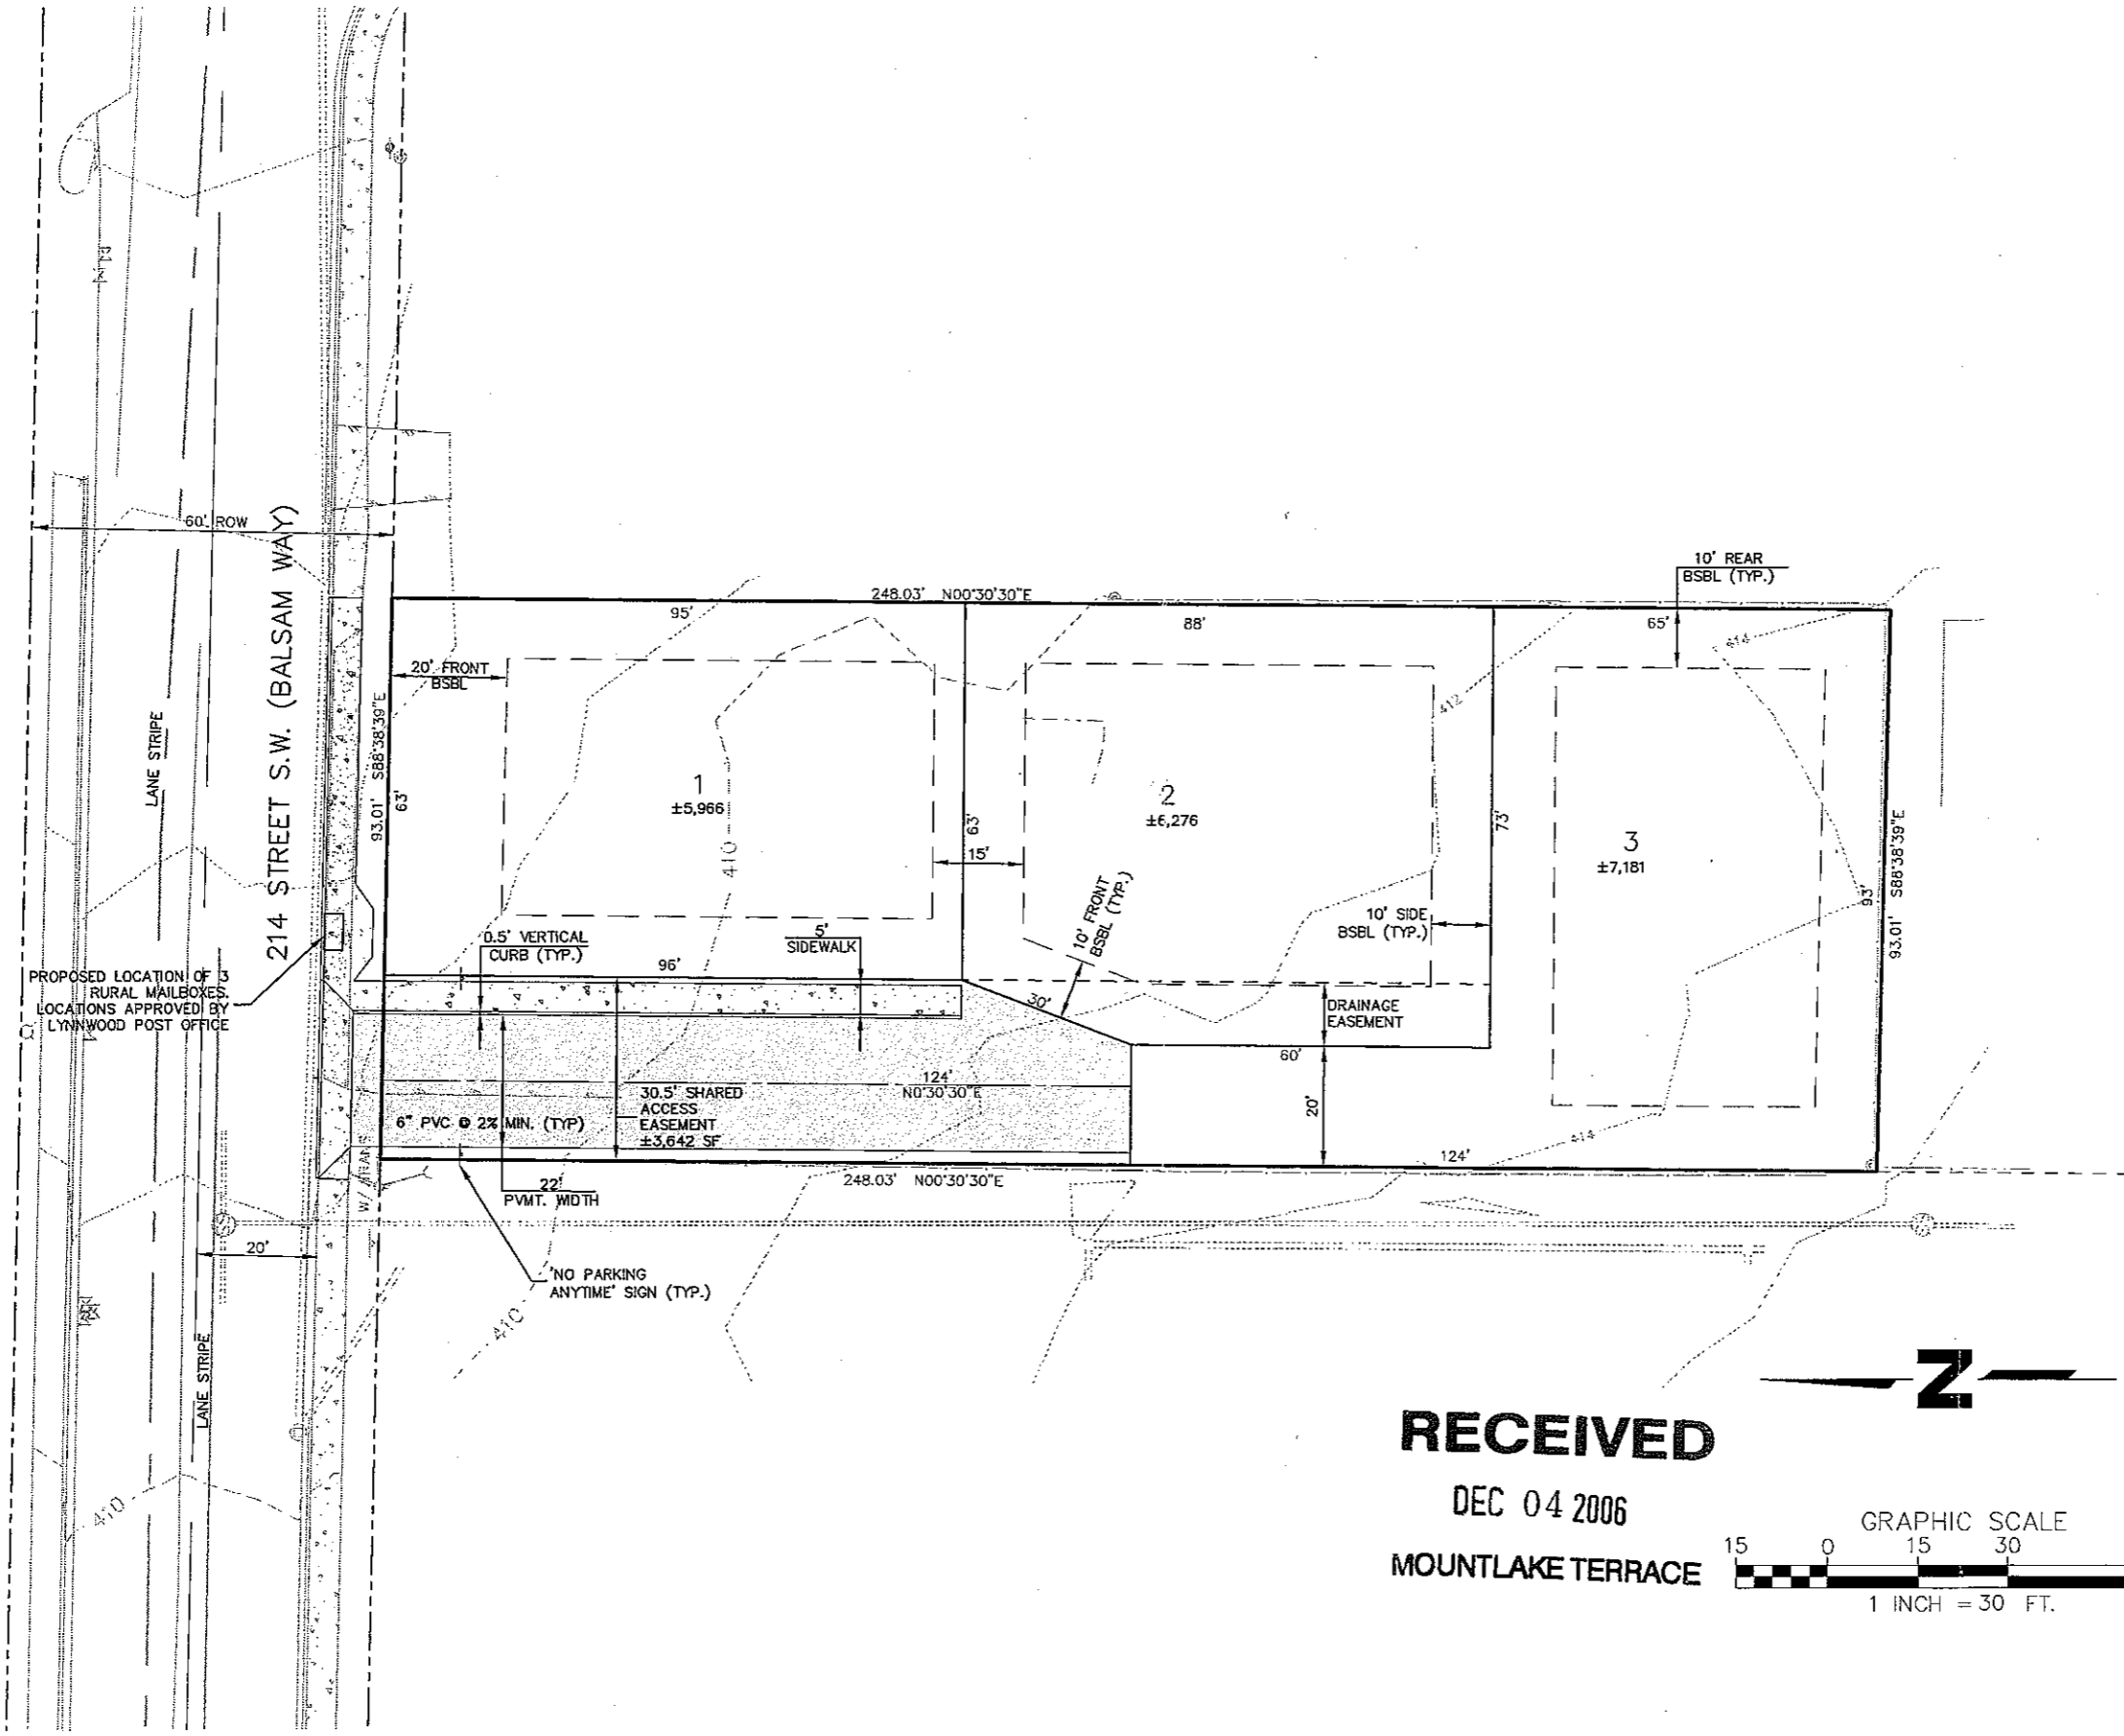 60' ROW
214 STREET S.W. (BALSAM WAY)
LANE STRIPE
LANE STRIPE
PROPOSED LOCATION OF 3
RURAL MAILBOXES.
LOCATIONS APPROVED BY
LYNNWOOD POST OFFICE
20'
248.03' N00°30'30"E
95'
88'
65'
10' REAR
BSBL (TYP.)
20' FRONT
BSBL
93.01' S88°38'39"E
63'
1
±5,966
410
63'
15'
2
±6,276
412
73'
3
±7,181
414
93'
93.01' S88°38'39"E
10' FRONT
BSBL (TYP.)
10' SIDE
BSBL (TYP.)
0.5' VERTICAL
CURB (TYP.)
5'
SIDEWALK
96'
30'
DRAINAGE
EASEMENT
60'
20'
124'
N0°30'30"E
30.5' SHARED
ACCESS
EASEMENT
±3,642 SF
6" PVC @ 2% MIN. (TYP)
414
124'
248.03' N00°30'30"E
22'
PVMT. WIDTH
'NO PARKING
ANYTIME' SIGN (TYP.)
410
410
Z
RECEIVED
DEC 04 2006
MOUNTLAKE TERRACE
GRAPHIC SCALE
15 0 15 30
1 INCH = 30 FT.